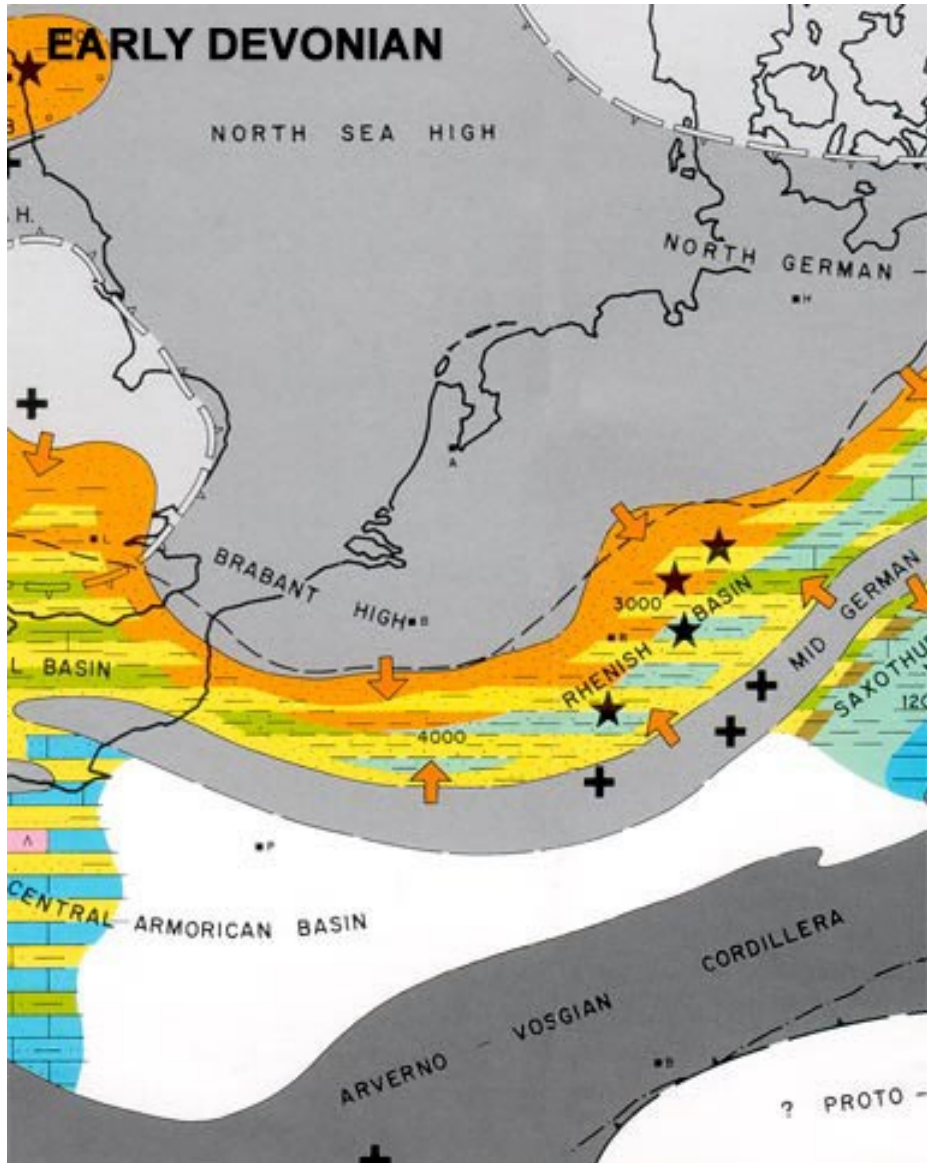 EARLY DEVONIAN
NORTH SEA HIGH
H.
NORTH GERMAN -
H
A
L
BRABANT HIGH
B
3000
B
RHENISH BASIN
MID GERMAN
L BASIN
SAXOTHU
120
4000
P
CENTRAL-ARMORICAN BASIN
ARVERNO - VOSGIAN CORDILLERA
B
? PROTO -